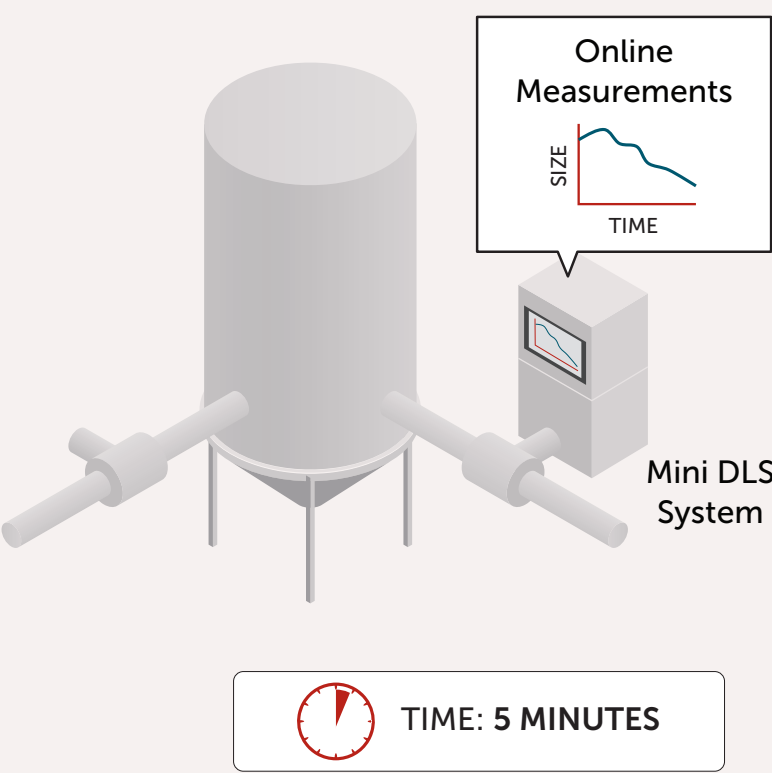 Online
Measurements
SIZE
TIME
Mini DLS
System
TIME: 5 MINUTES